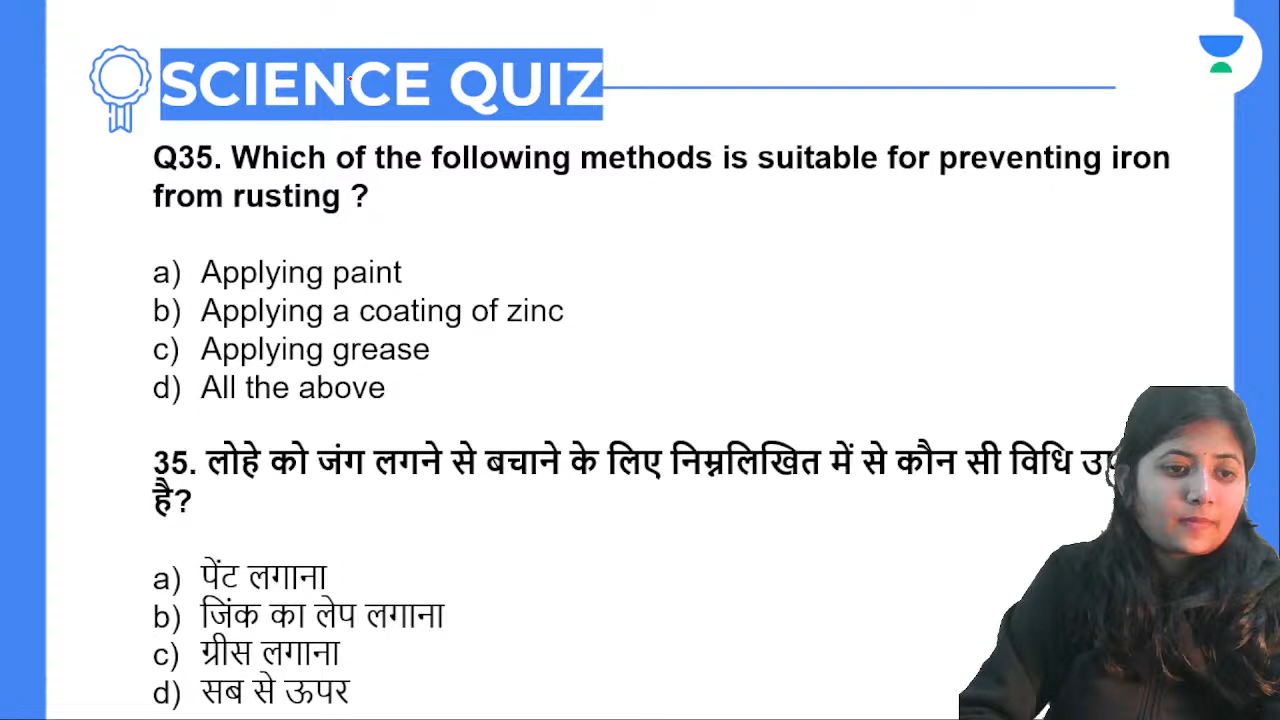 SCIENCE QUIZ
Q35. Which of the following methods is suitable for preventing iron
from rusting ?
a) Applying paint
b) Applying a coating of zinc
c) Applying grease
d) All the above
35. लोहे को जंग लगने से बचाने के लिए निम्नलिखित में से कौन सी विधि
है?
a) पेंट लगाना
b) जिंक का लेप लगाना
c) ग्रीस लगाना
d) सब से ऊपर